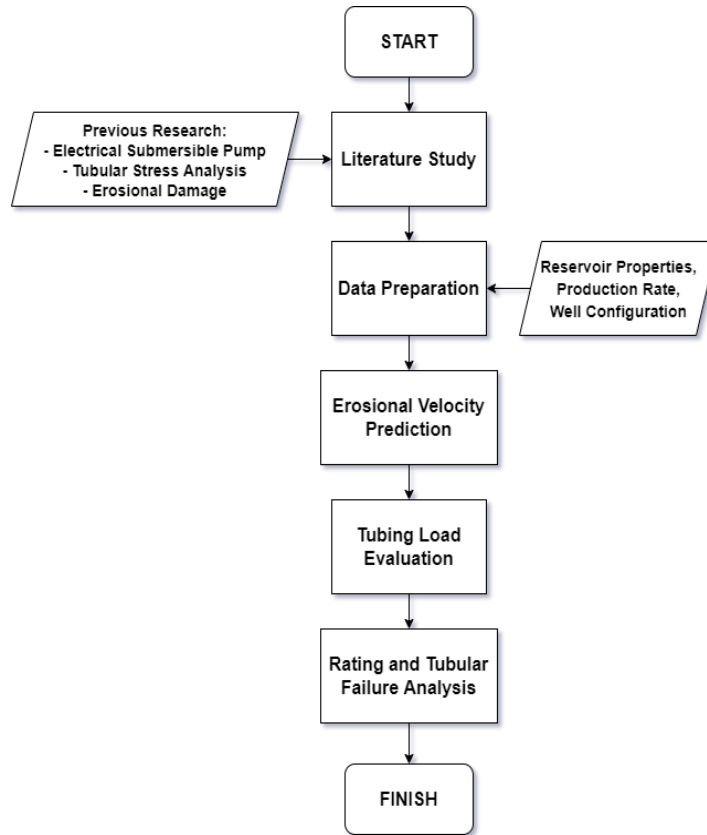 START
Previous Research:
- Electrical Submersible Pump
- Tubular Stress Analysis
- Erosional Damage
Literature Study
Data Preparation
Reservoir Properties,
Production Rate,
Well Configuration
Erosional Velocity
Prediction
Tubing Load
Evaluation
Rating and Tubular
Failure Analysis
FINISH